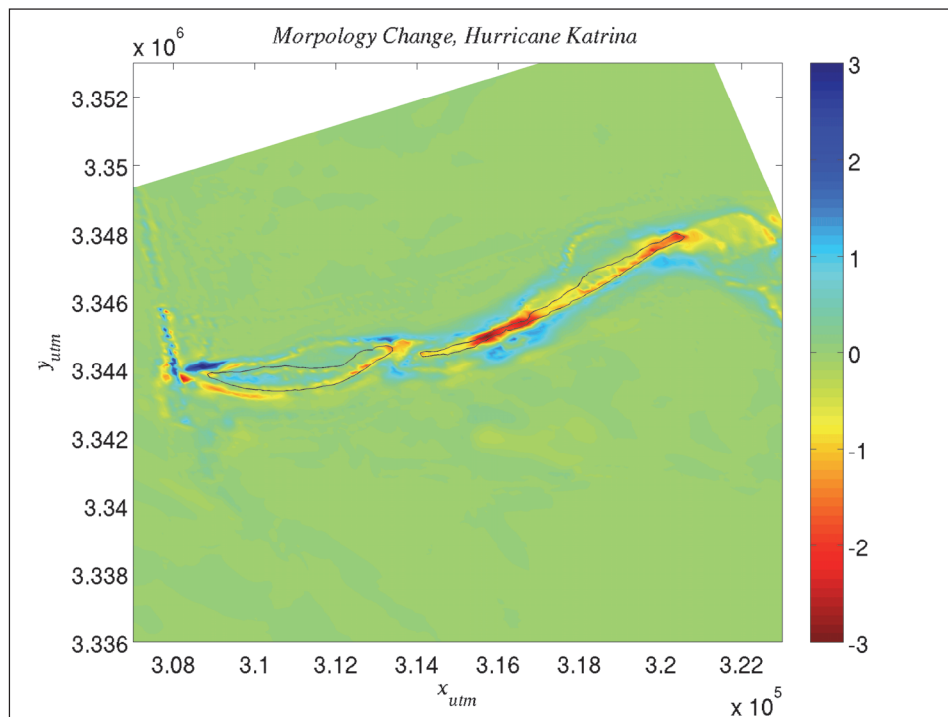 Morpology Change, Hurricane Katrina
x 10^6
3.352
3.35
3.348
3.346
3.344
3.342
3.34
3.338
3.336
y_utm
3.08 3.1 3.12 3.14 3.16 3.18 3.2 3.22
x_utm
x 10^5
3
2
1
0
-1
-2
-3